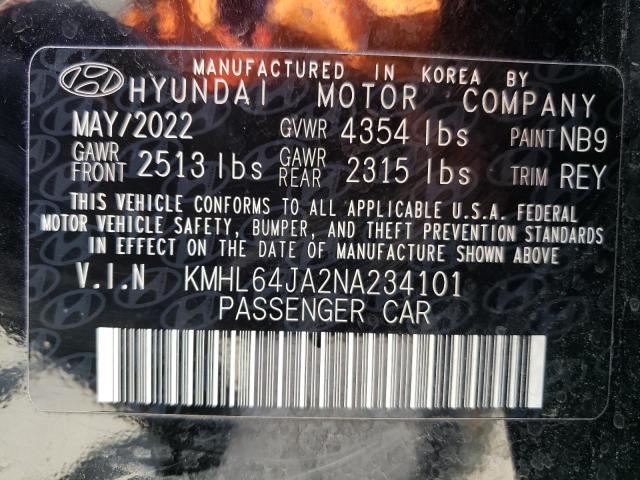 MANUFACTURED IN KOREA BY
HYUNDAI MOTOR COMPANY
MAY/2022 GVWR 4354 lbs PAINT NB9
GAWR FRONT 2513 lbs GAWR REAR 2315 lbs TRIM REY
THIS VEHICLE CONFORMS TO ALL APPLICABLE U.S.A. FEDERAL
MOTOR VEHICLE SAFETY, BUMPER, AND THEFT PREVENTION STANDARDS
IN EFFECT ON THE DATE OF MANUFACTURE SHOWN ABOVE
V.I.N KMHL64JA2NA234101
PASSENGER CAR